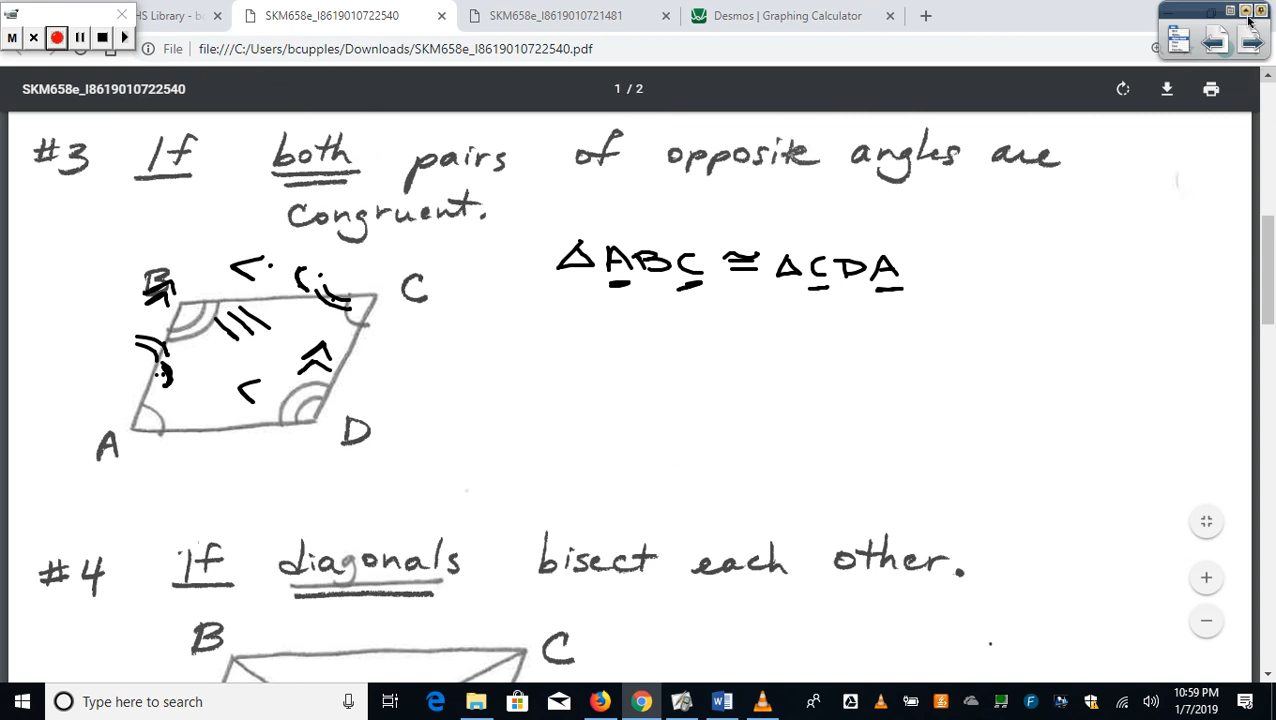 HS Library - b
SKM658e_I8619010722540
SKM658e_I8619010721481
Desmos | Graphing Calculator
File
file:///C:/Users/bcupples/Downloads/SKM658e_I8619010722540.pdf
SKM658e_I8619010722540
1 / 2
#3 If both pairs of opposite angles are
congruent.
B
C
A
D
△ABC ≅ △CDA
#4 If diagonals bisect each other.
B
C
Type here to search
10:59 PM
1/7/2019